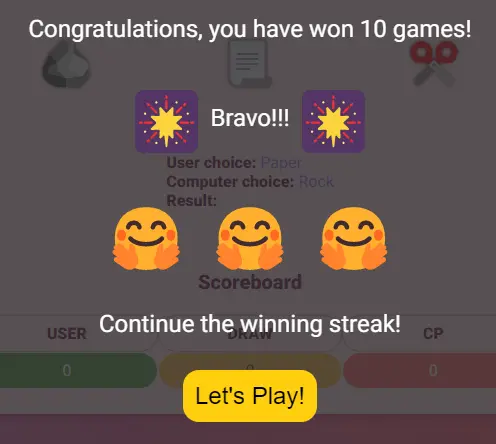 Congratulations, you have won 10 games!
Bravo!!!
User choice: Paper
Computer choice: Rock
Result:
Scoreboard
Continue the winning streak!
USER DRAW CP
0 0 0
Let's Play!